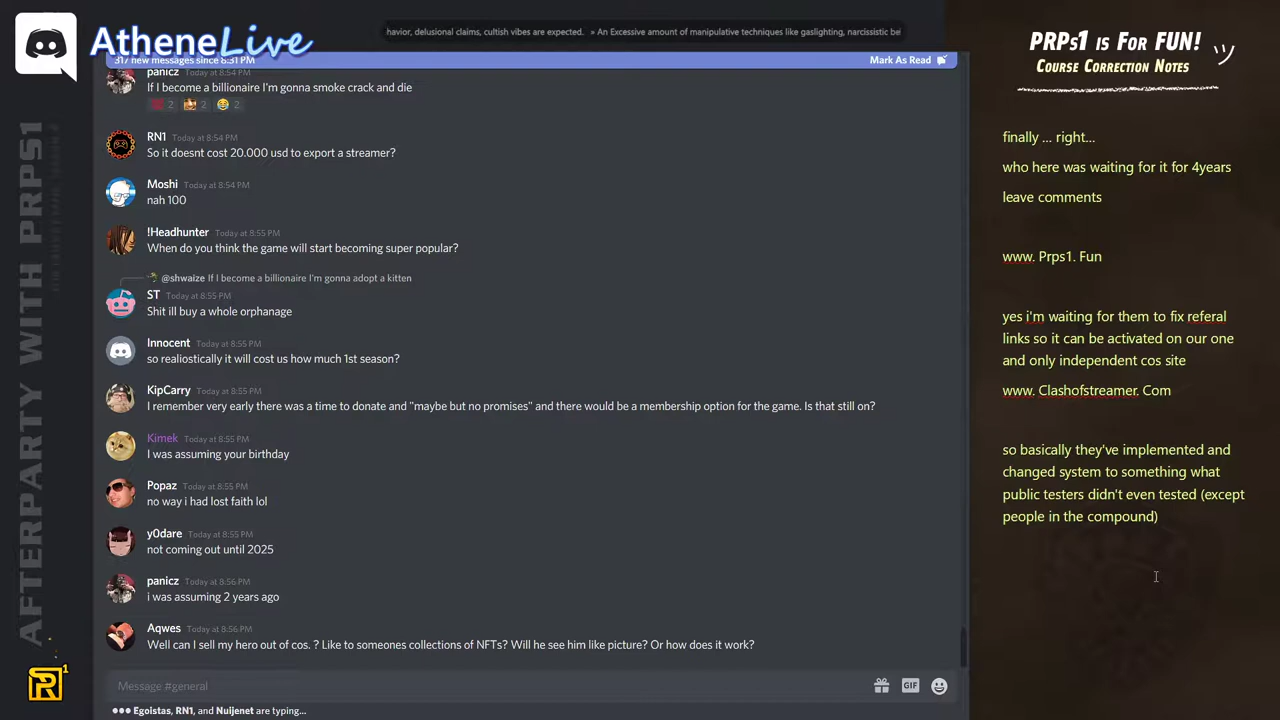 AtheneLive
havior, delusional claims, cultish vibes are expected. » An Excessive amount of manipulative techniques like gaslighting, narcissistic be
317 new messages since 8:31 PM
Mark As Read
panicz Today at 8:54 PM
If I become a billionaire I'm gonna smoke crack and die
2 2 😂 2
RN1 Today at 8:54 PM
So it doesnt cost 20.000 usd to export a streamer?
Moshi Today at 8:54 PM
nah 100
!Headhunter Today at 8:55 PM
When do you think the game will start becoming super popular?
@shwaize If I become a billionaire I'm gonna adopt a kitten
ST Today at 8:55 PM
Shit ill buy a whole orphanage
Innocent Today at 8:55 PM
so realiostically it will cost us how much 1st season?
KipCarry Today at 8:55 PM
I remember very early there was a time to donate and "maybe but no promises" and there would be a membership option for the game. Is that still on?
Kimek Today at 8:55 PM
I was assuming your birthday
Popaz Today at 8:55 PM
no way i had lost faith lol
y0dare Today at 8:55 PM
not coming out until 2025
panicz Today at 8:56 PM
i was assuming 2 years ago
Aqwes Today at 8:56 PM
Well can I sell my hero out of cos. ? Like to someones collections of NFTs? Will he see him like picture? Or how does it work?
Message #general
GIF
Egoistas, RN1, and Nuijenet are typing...
AFTERPARTY WITH PRPS1
PRPs1 is For FUN!
Course Correction Notes
finally ... right...
who here was waiting for it for 4years
leave comments
www. Prps1. Fun
yes i'm waiting for them to fix referal
links so it can be activated on our one
and only independent cos site
www. Clashofstreamer. Com
so basically they've implemented and
changed system to something what
public testers didn't even tested (except
people in the compound)